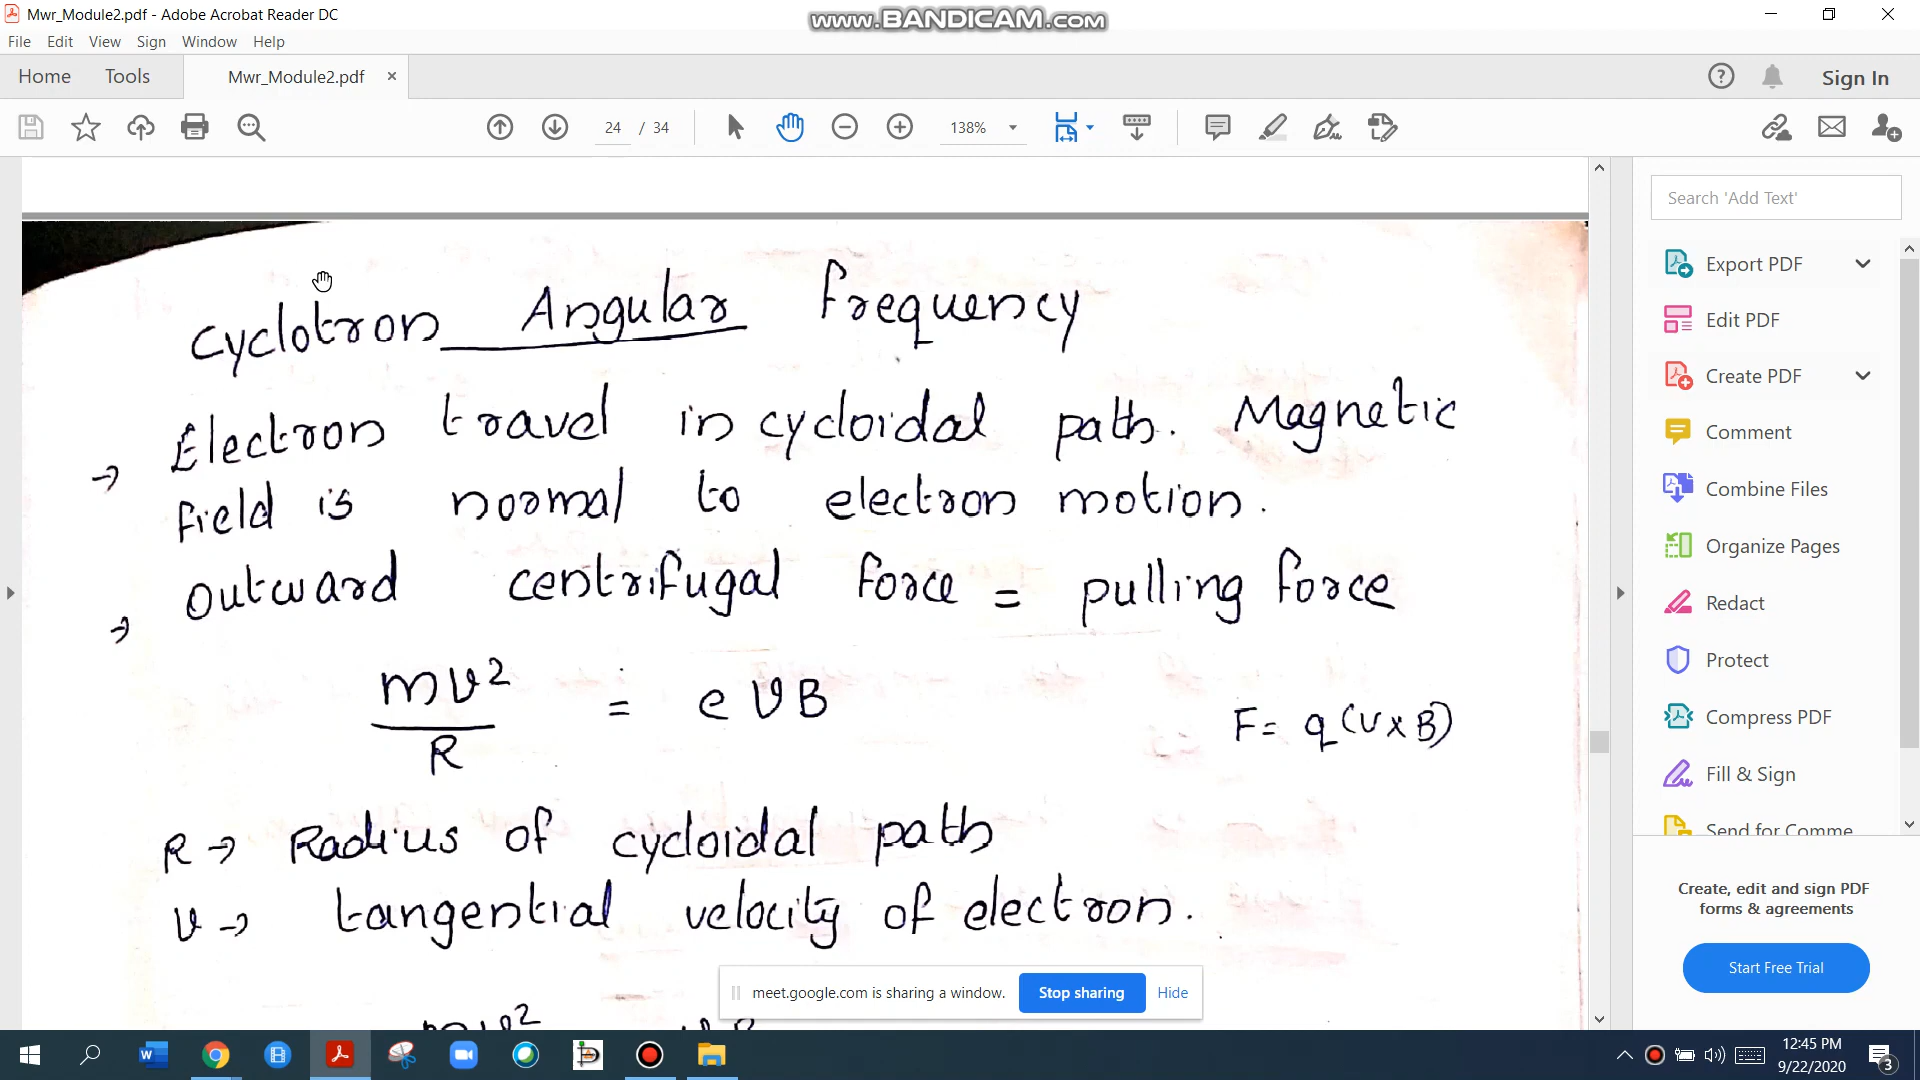 Mwr_Module2.pdf - Adobe Acrobat Reader DC
www.BANDICAM.com
File Edit View Sign Window Help
Home Tools Mwr_Module2.pdf × Sign In
24 / 34 138%
Search 'Add Text'
Cyclotron Angular frequency
→ Electron travel in cycloidal path. Magnetic
field is normal to electron motion.
→ outward centrifugal force = pulling force
mv²/R = evB F = q(v×B)
R → Radius of cycloidal path
v → tangential velocity of electron.
mv²
Export PDF
Edit PDF
Create PDF
Comment
Combine Files
Organize Pages
Redact
Protect
Compress PDF
Fill & Sign
Send for Comme
Create, edit and sign PDF
forms & agreements
Start Free Trial
meet.google.com is sharing a window. Stop sharing Hide
12:45 PM
9/22/2020
3